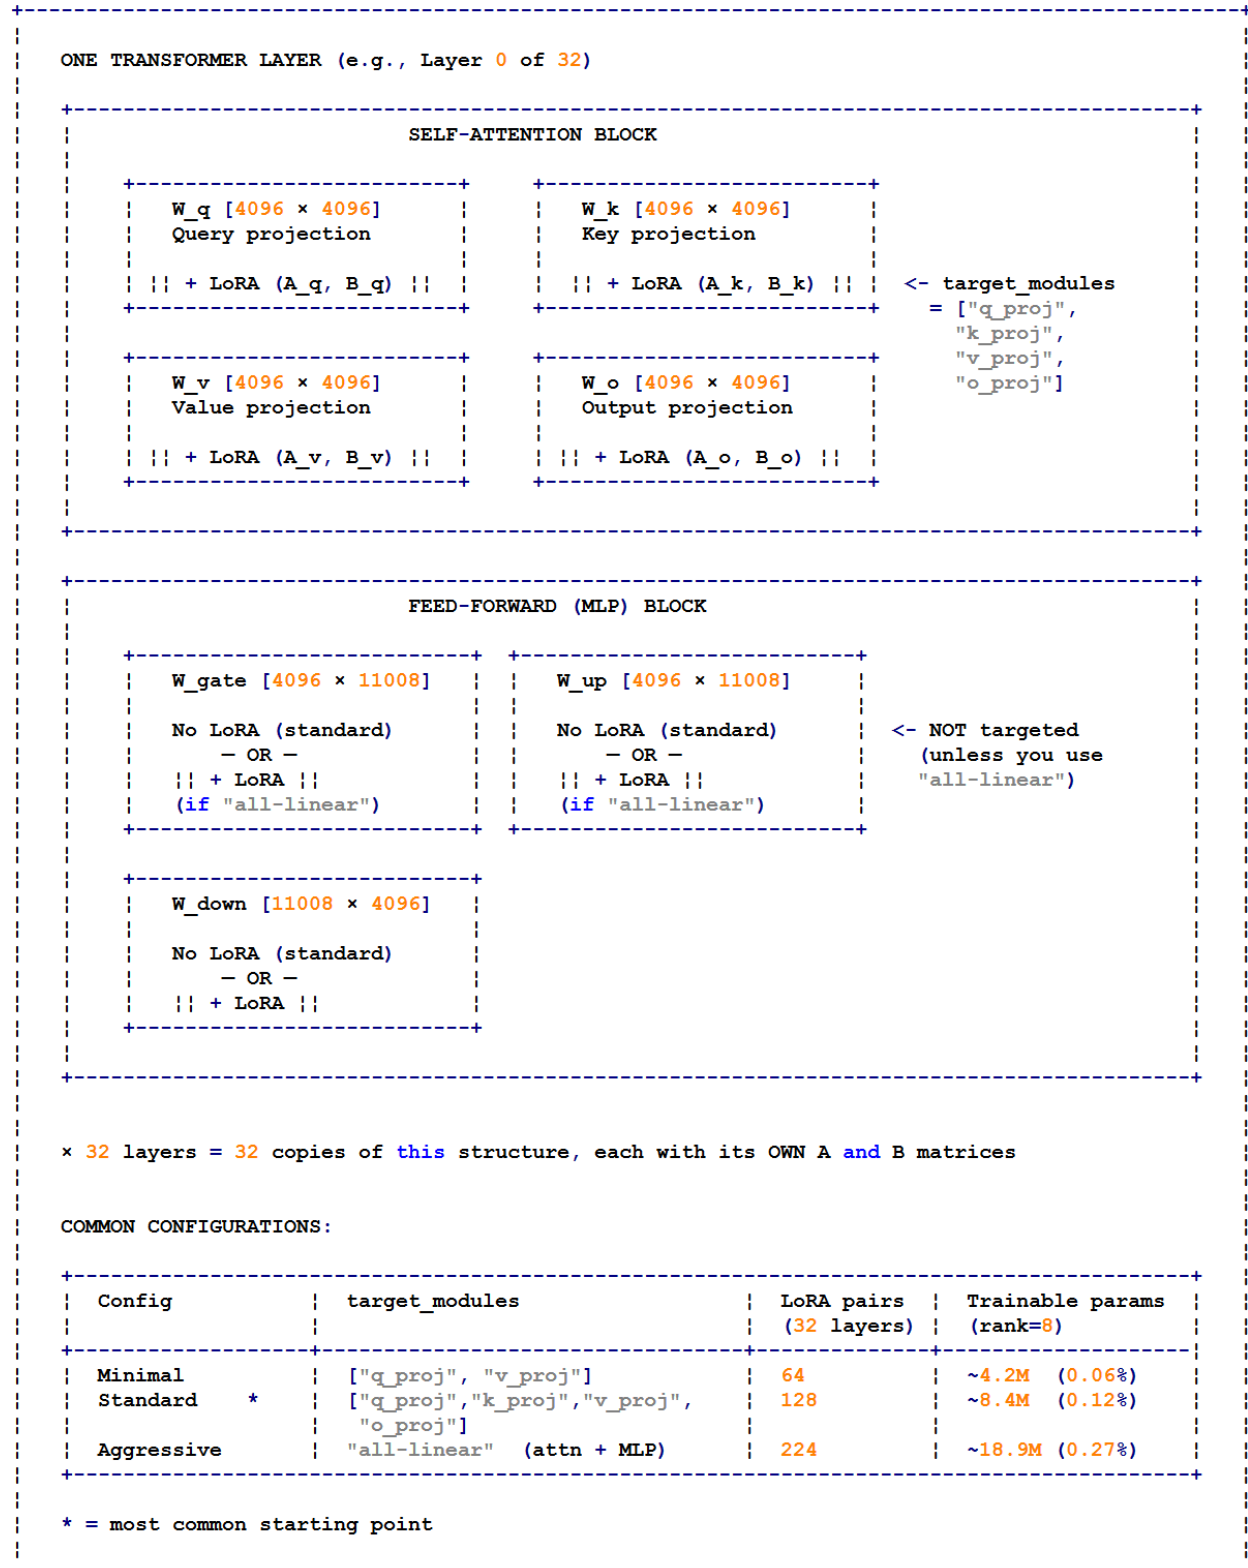 ONE TRANSFORMER LAYER (e.g., Layer 0 of 32)
SELF-ATTENTION BLOCK
W_q [4096 × 4096]    W_k [4096 × 4096]
Query projection    Key projection
¦¦ + LoRA (A_q, B_q) ¦¦    ¦¦ + LoRA (A_k, B_k) ¦¦    <- target_modules
= ["q_proj",
"k_proj",
"v_proj",
W_v [4096 × 4096]    W_o [4096 × 4096]    "o_proj"]
Value projection    Output projection
¦¦ + LoRA (A_v, B_v) ¦¦    ¦¦ + LoRA (A_o, B_o) ¦¦
FEED-FORWARD (MLP) BLOCK
W_gate [4096 × 11008]    W_up [4096 × 11008]
No LoRA (standard)    No LoRA (standard)    <- NOT targeted
— OR —    — OR —    (unless you use
¦¦ + LoRA ¦¦    ¦¦ + LoRA ¦¦    "all-linear")
(if "all-linear")    (if "all-linear")
W_down [11008 × 4096]
No LoRA (standard)
— OR —
¦¦ + LoRA ¦¦
× 32 layers = 32 copies of this structure, each with its OWN A and B matrices
COMMON CONFIGURATIONS:
Config    target_modules    LoRA pairs    Trainable params
(32 layers)    (rank=8)
Minimal    ["q_proj", "v_proj"]    64    ~4.2M (0.06%)
Standard *    ["q_proj","k_proj","v_proj",    128    ~8.4M (0.12%)
"o_proj"]
Aggressive    "all-linear" (attn + MLP)    224    ~18.9M (0.27%)
* = most common starting point